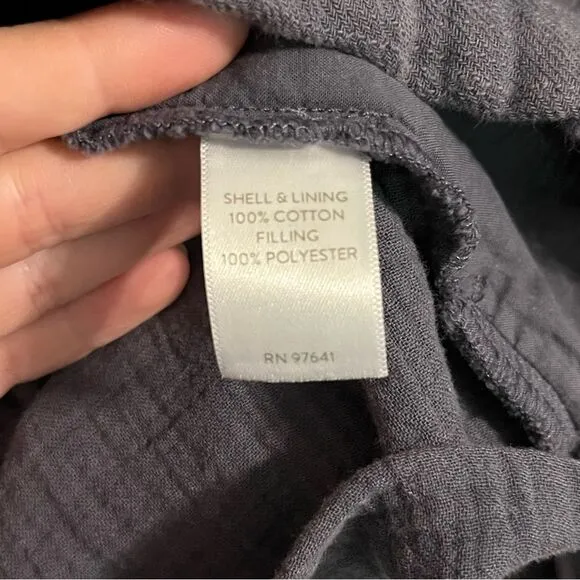 SHELL & LINING
100% COTTON
FILLING
100% POLYESTER
RN 97641